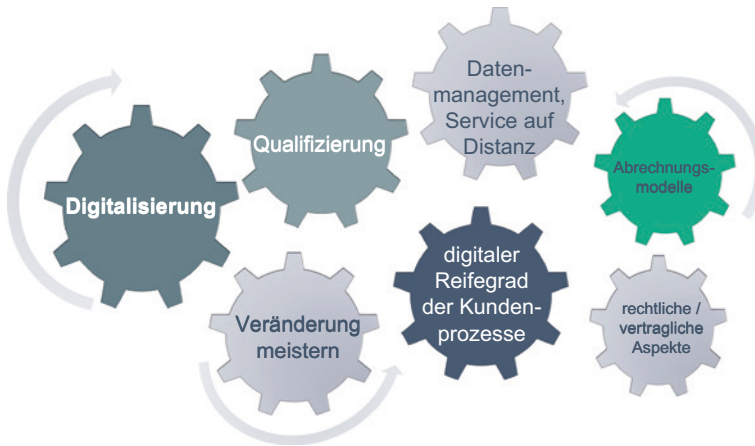 Digitalisierung
Qualifizierung
Daten-
management,
Service auf
Distanz
Abrechnungs-
modelle
Veränderung
meistern
digitaler
Reifegrad
der Kunden-
prozesse
rechtliche /
vertragliche
Aspekte